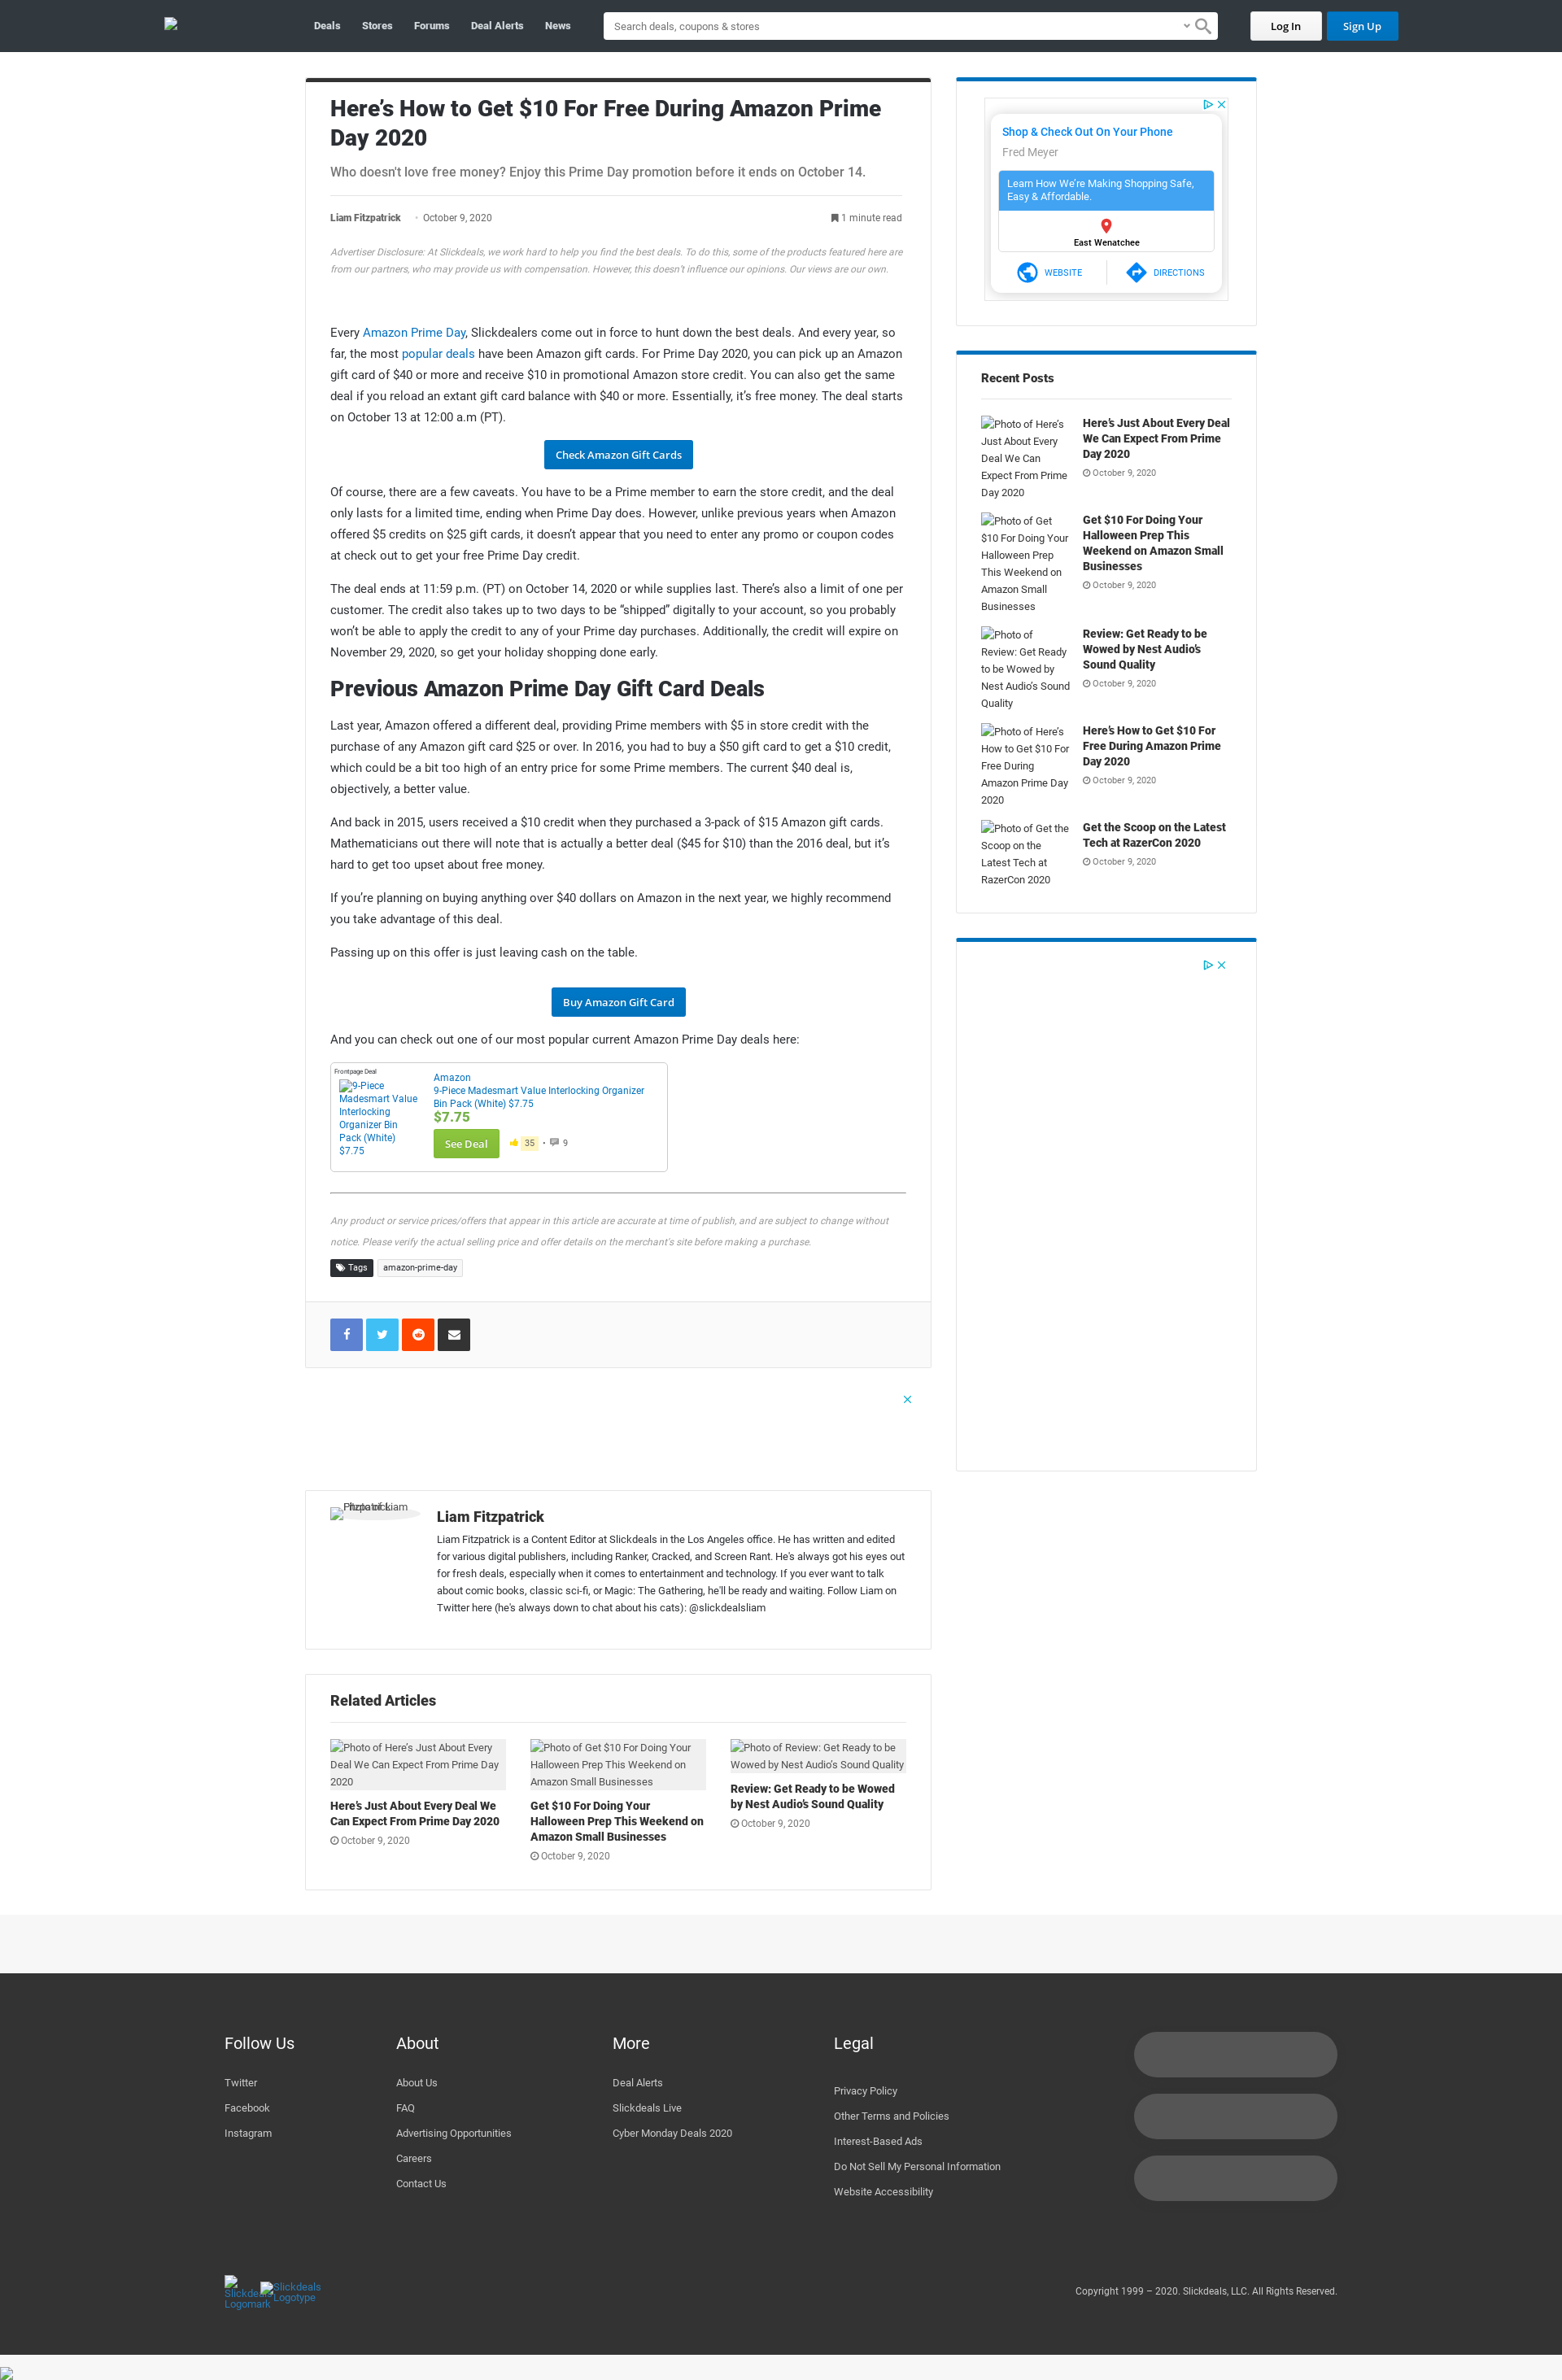 Deals Stores Forums Deal Alerts News
Search deals, coupons & stores
Log In
Sign Up
Here’s How to Get $10 For Free During Amazon Prime
Day 2020
Who doesn't love free money? Enjoy this Prime Day promotion before it ends on October 14.
Liam Fitzpatrick • October 9, 2020
1 minute read
Advertiser Disclosure: At Slickdeals, we work hard to help you find the best deals. To do this, some of the products featured here are
from our partners, who may provide us with compensation. However, this doesn’t influence our opinions. Our views are our own.
Every Amazon Prime Day, Slickdealers come out in force to hunt down the best deals. And every year, so
far, the most popular deals have been Amazon gift cards. For Prime Day 2020, you can pick up an Amazon
gift card of $40 or more and receive $10 in promotional Amazon store credit. You can also get the same
deal if you reload an extant gift card balance with $40 or more. Essentially, it’s free money. The deal starts
on October 13 at 12:00 a.m (PT).
Check Amazon Gift Cards
Of course, there are a few caveats. You have to be a Prime member to earn the store credit, and the deal
only lasts for a limited time, ending when Prime Day does. However, unlike previous years when Amazon
offered $5 credits on $25 gift cards, it doesn’t appear that you need to enter any promo or coupon codes
at check out to get your free Prime Day credit.
The deal ends at 11:59 p.m. (PT) on October 14, 2020 or while supplies last. There’s also a limit of one per
customer. The credit also takes up to two days to be “shipped” digitally to your account, so you probably
won’t be able to apply the credit to any of your Prime day purchases. Additionally, the credit will expire on
November 29, 2020, so get your holiday shopping done early.
Previous Amazon Prime Day Gift Card Deals
Last year, Amazon offered a different deal, providing Prime members with $5 in store credit with the
purchase of any Amazon gift card $25 or over. In 2016, you had to buy a $50 gift card to get a $10 credit,
which could be a bit too high of an entry price for some Prime members. The current $40 deal is,
objectively, a better value.
And back in 2015, users received a $10 credit when they purchased a 3-pack of $15 Amazon gift cards.
Mathematicians out there will note that is actually a better deal ($45 for $10) than the 2016 deal, but it’s
hard to get too upset about free money.
If you’re planning on buying anything over $40 dollars on Amazon in the next year, we highly recommend
you take advantage of this deal.
Passing up on this offer is just leaving cash on the table.
Buy Amazon Gift Card
And you can check out one of our most popular current Amazon Prime Day deals here:
Frontpage Deal
9-Piece
Madesmart Value
Interlocking
Organizer Bin
Pack (White)
$7.75
Amazon
9-Piece Madesmart Value Interlocking Organizer
Bin Pack (White) $7.75
$7.75
See Deal
35 • 9
Any product or service prices/offers that appear in this article are accurate at time of publish, and are subject to change without
notice. Please verify the actual selling price and offer details on the merchant's site before making a purchase.
Tags
amazon-prime-day
Liam Fitzpatrick
Liam Fitzpatrick is a Content Editor at Slickdeals in the Los Angeles office. He has written and edited
for various digital publishers, including Ranker, Cracked, and Screen Rant. He's always got his eyes out
for fresh deals, especially when it comes to entertainment and technology. If you ever want to talk
about comic books, classic sci-fi, or Magic: The Gathering, he'll be ready and waiting. Follow Liam on
Twitter here (he's always down to chat about his cats): @slickdealsliam
Related Articles
Photo of Here’s Just About Every
Deal We Can Expect From Prime Day
2020
Here’s Just About Every Deal We
Can Expect From Prime Day 2020
October 9, 2020
Photo of Get $10 For Doing Your
Halloween Prep This Weekend on
Amazon Small Businesses
Get $10 For Doing Your
Halloween Prep This Weekend on
Amazon Small Businesses
October 9, 2020
Photo of Review: Get Ready to be
Wowed by Nest Audio’s Sound Quality
Review: Get Ready to be Wowed
by Nest Audio’s Sound Quality
October 9, 2020
Shop & Check Out On Your Phone
Fred Meyer
Learn How We’re Making Shopping Safe,
Easy & Affordable.
East Wenatchee
WEBSITE
DIRECTIONS
Recent Posts
Photo of Here’s
Just About Every
Deal We Can
Expect From Prime
Day 2020
Here’s Just About Every Deal
We Can Expect From Prime
Day 2020
October 9, 2020
Photo of Get
$10 For Doing Your
Halloween Prep
This Weekend on
Amazon Small
Businesses
Get $10 For Doing Your
Halloween Prep This
Weekend on Amazon Small
Businesses
October 9, 2020
Photo of
Review: Get Ready
to be Wowed by
Nest Audio’s Sound
Quality
Review: Get Ready to be
Wowed by Nest Audio’s
Sound Quality
October 9, 2020
Photo of Here’s
How to Get $10 For
Free During
Amazon Prime Day
2020
Here’s How to Get $10 For
Free During Amazon Prime
Day 2020
October 9, 2020
Photo of Get the
Scoop on the
Latest Tech at
RazerCon 2020
Get the Scoop on the Latest
Tech at RazerCon 2020
October 9, 2020
Follow Us
Twitter
Facebook
Instagram
About
About Us
FAQ
Advertising Opportunities
Careers
Contact Us
More
Deal Alerts
Slickdeals Live
Cyber Monday Deals 2020
Legal
Privacy Policy
Other Terms and Policies
Interest-Based Ads
Do Not Sell My Personal Information
Website Accessibility
Logomark
Slickdeals
Logotype
Copyright 1999 – 2020. Slickdeals, LLC. All Rights Reserved.